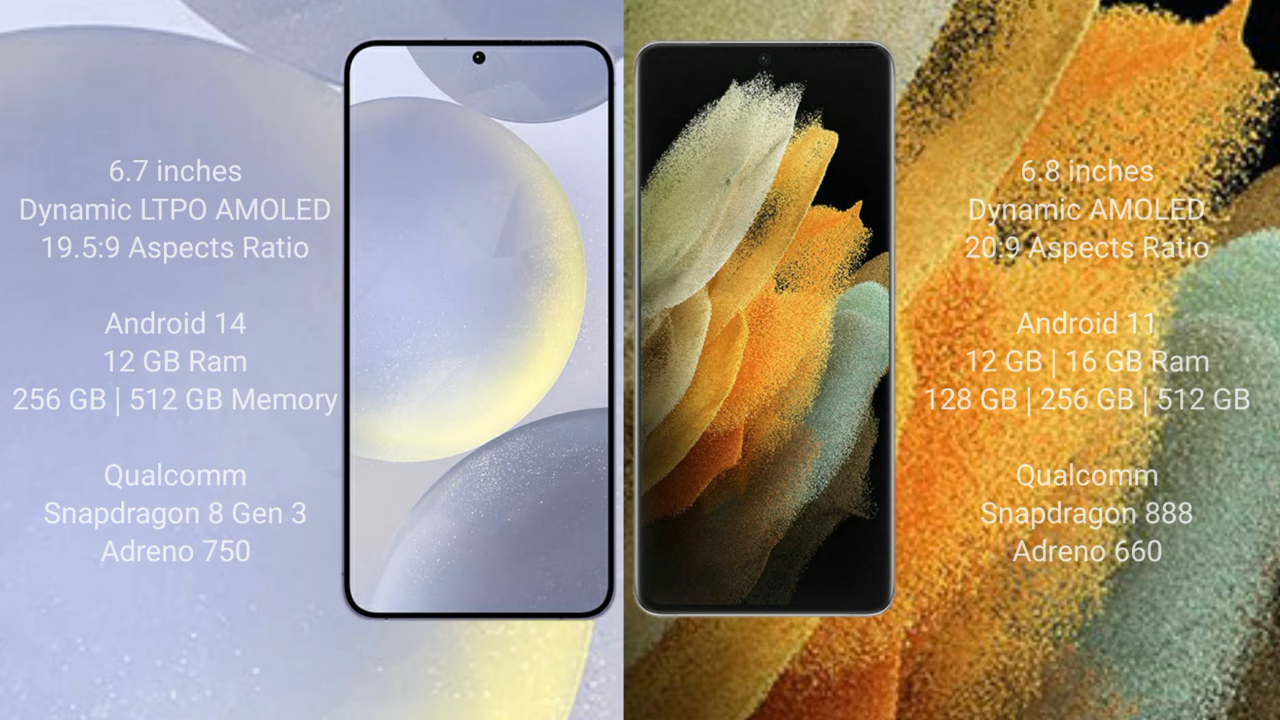 6.7 inches
Dynamic LTPO AMOLED
19.5:9 Aspects Ratio
Android 14
12 GB Ram
256 GB | 512 GB Memory
Qualcomm
Snapdragon 8 Gen 3
Adreno 750
6.8 inches
Dynamic AMOLED
20:9 Aspects Ratio
Android 11
12 GB | 16 GB Ram
128 GB | 256 GB | 512 GB
Qualcomm
Snapdragon 888
Adreno 660